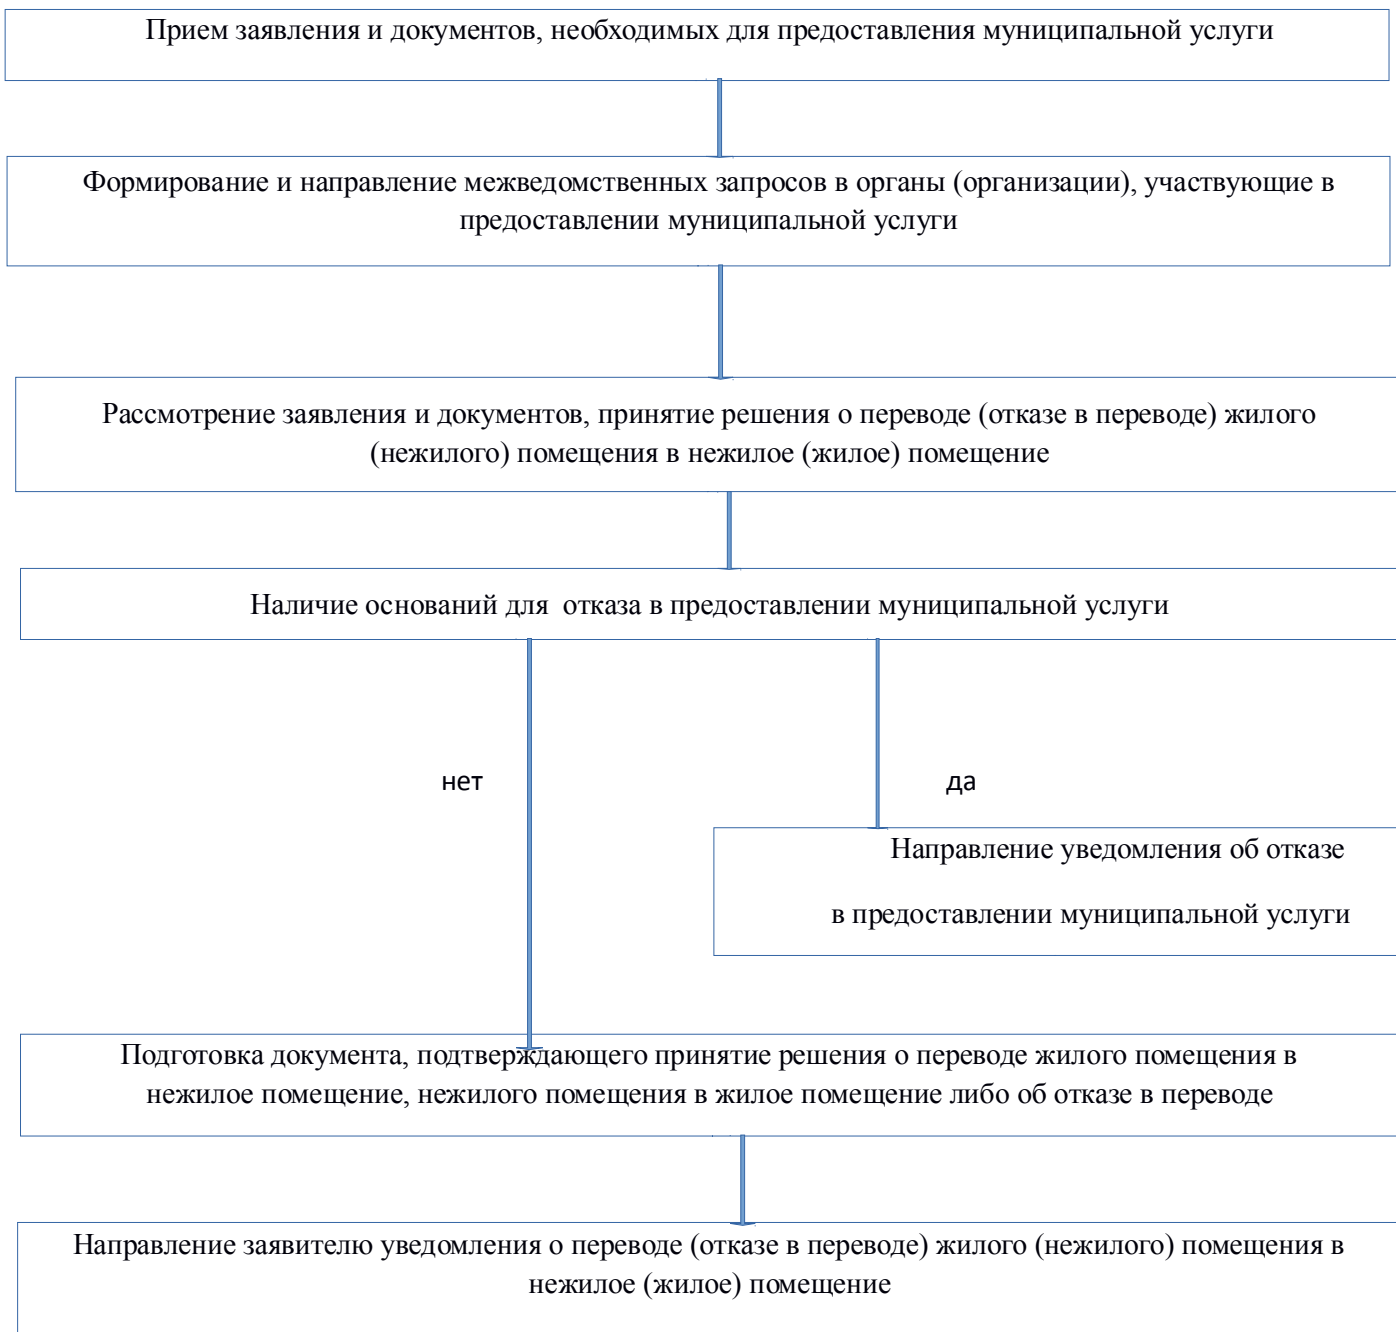 Прием заявления и документов, необходимых для предоставления муниципальной услуги
Формирование и направление межведомственных запросов в органы (организации), участвующие в
предоставлении муниципальной услуги
Рассмотрение заявления и документов, принятие решения о переводе (отказе в переводе) жилого
(нежилого) помещения в нежилое (жилое) помещение
Наличие оснований для  отказа в предоставлении муниципальной услуги
нет
да
Направление уведомления об отказе
в предоставлении муниципальной услуги
Подготовка документа, подтверждающего принятие решения о переводе жилого помещения в
нежилое помещение, нежилого помещения в жилое помещение либо об отказе в переводе
Направление заявителю уведомления о переводе (отказе в переводе) жилого (нежилого) помещения в
нежилое (жилое) помещение